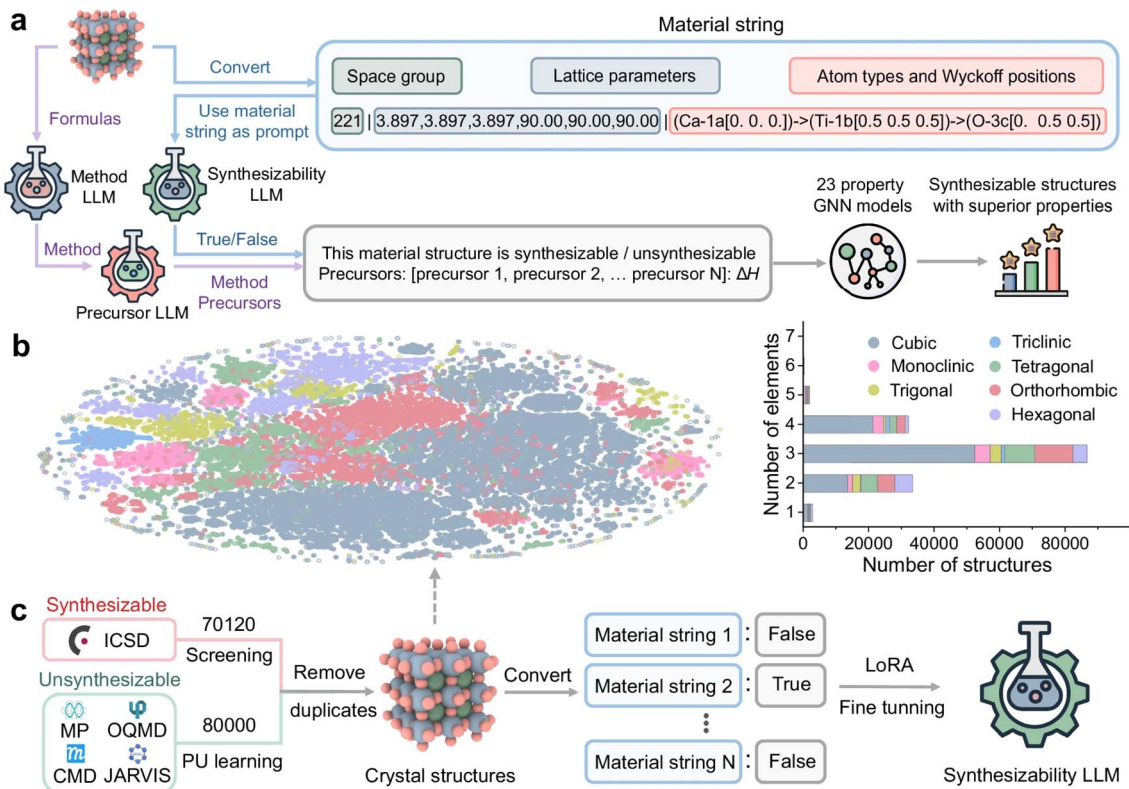 a
Material string
Convert
Space group
Lattice parameters
Atom types and Wyckoff positions
Formulas
Use material
string as prompt
221 | 3.897,3.897,3.897,90.00,90.00,90.00 | (Ca-1a[0. 0. 0.])->(Ti-1b[0.5 0.5 0.5])->(O-3c[0. 0.5 0.5])
Method
LLM
Synthesizability
LLM
23 property
GNN models
Synthesizable structures
with superior properties
Method
True/False
This material structure is synthesizable / unsynthesizable
Precursors: [precursor 1, precursor 2, ... precursor N]: ΔH
Method
Precursors
Precursor LLM
b
Number of elements
7
6
5
4
3
2
1
Cubic
Triclinic
Monoclinic
Tetragonal
Trigonal
Orthorhombic
Hexagonal
0 20000 40000 60000 80000
Number of structures
c
Synthesizable
ICSD
70120
Screening
Unsynthesizable
MP
OQMD
CMD
JARVIS
80000
PU learning
Remove
duplicates
Crystal structures
Convert
Material string 1 : False
Material string 2 : True
Material string N : False
LoRA
Fine tunning
Synthesizability LLM